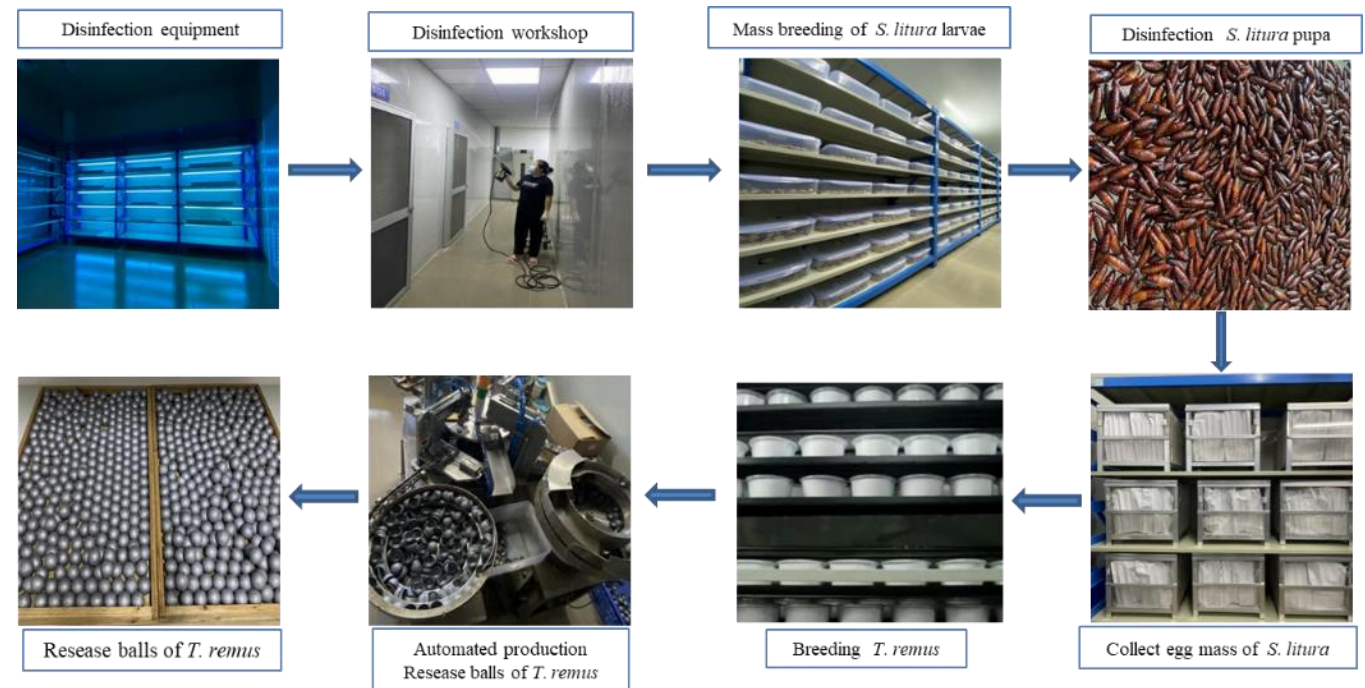 Disinfection equipment
Disinfection workshop
Mass breeding of S. litura larvae
Disinfection S. litura pupa
Resease balls of T. remus
Automated production
Resease balls of T. remus
Breeding T. remus
Collect egg mass of S. litura